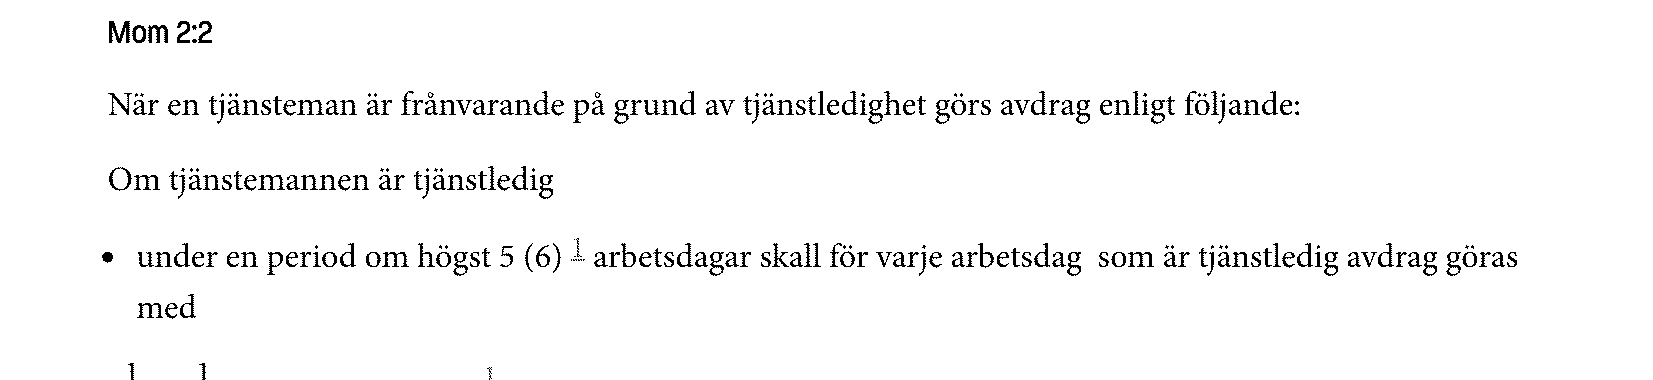 Mom 2:2
När en tjänsteman är frånvarande på grund av tjänstledighet görs avdrag enligt följande:
Om tjänstemannen är tjänstledig
• under en period om högst 5 (6) 1 arbetsdagar skall för varje arbetsdag  som är tjänstledig avdrag göras
med